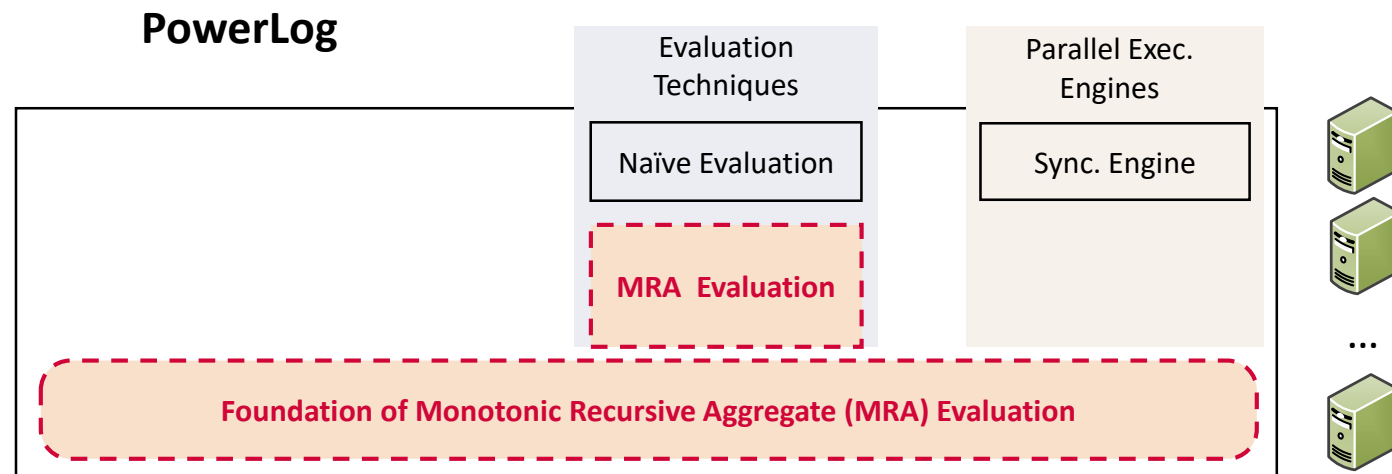 PowerLog
Evaluation
Techniques
Parallel Exec.
Engines
Naïve Evaluation
Sync. Engine
MRA Evaluation
...
Foundation of Monotonic Recursive Aggregate (MRA) Evaluation